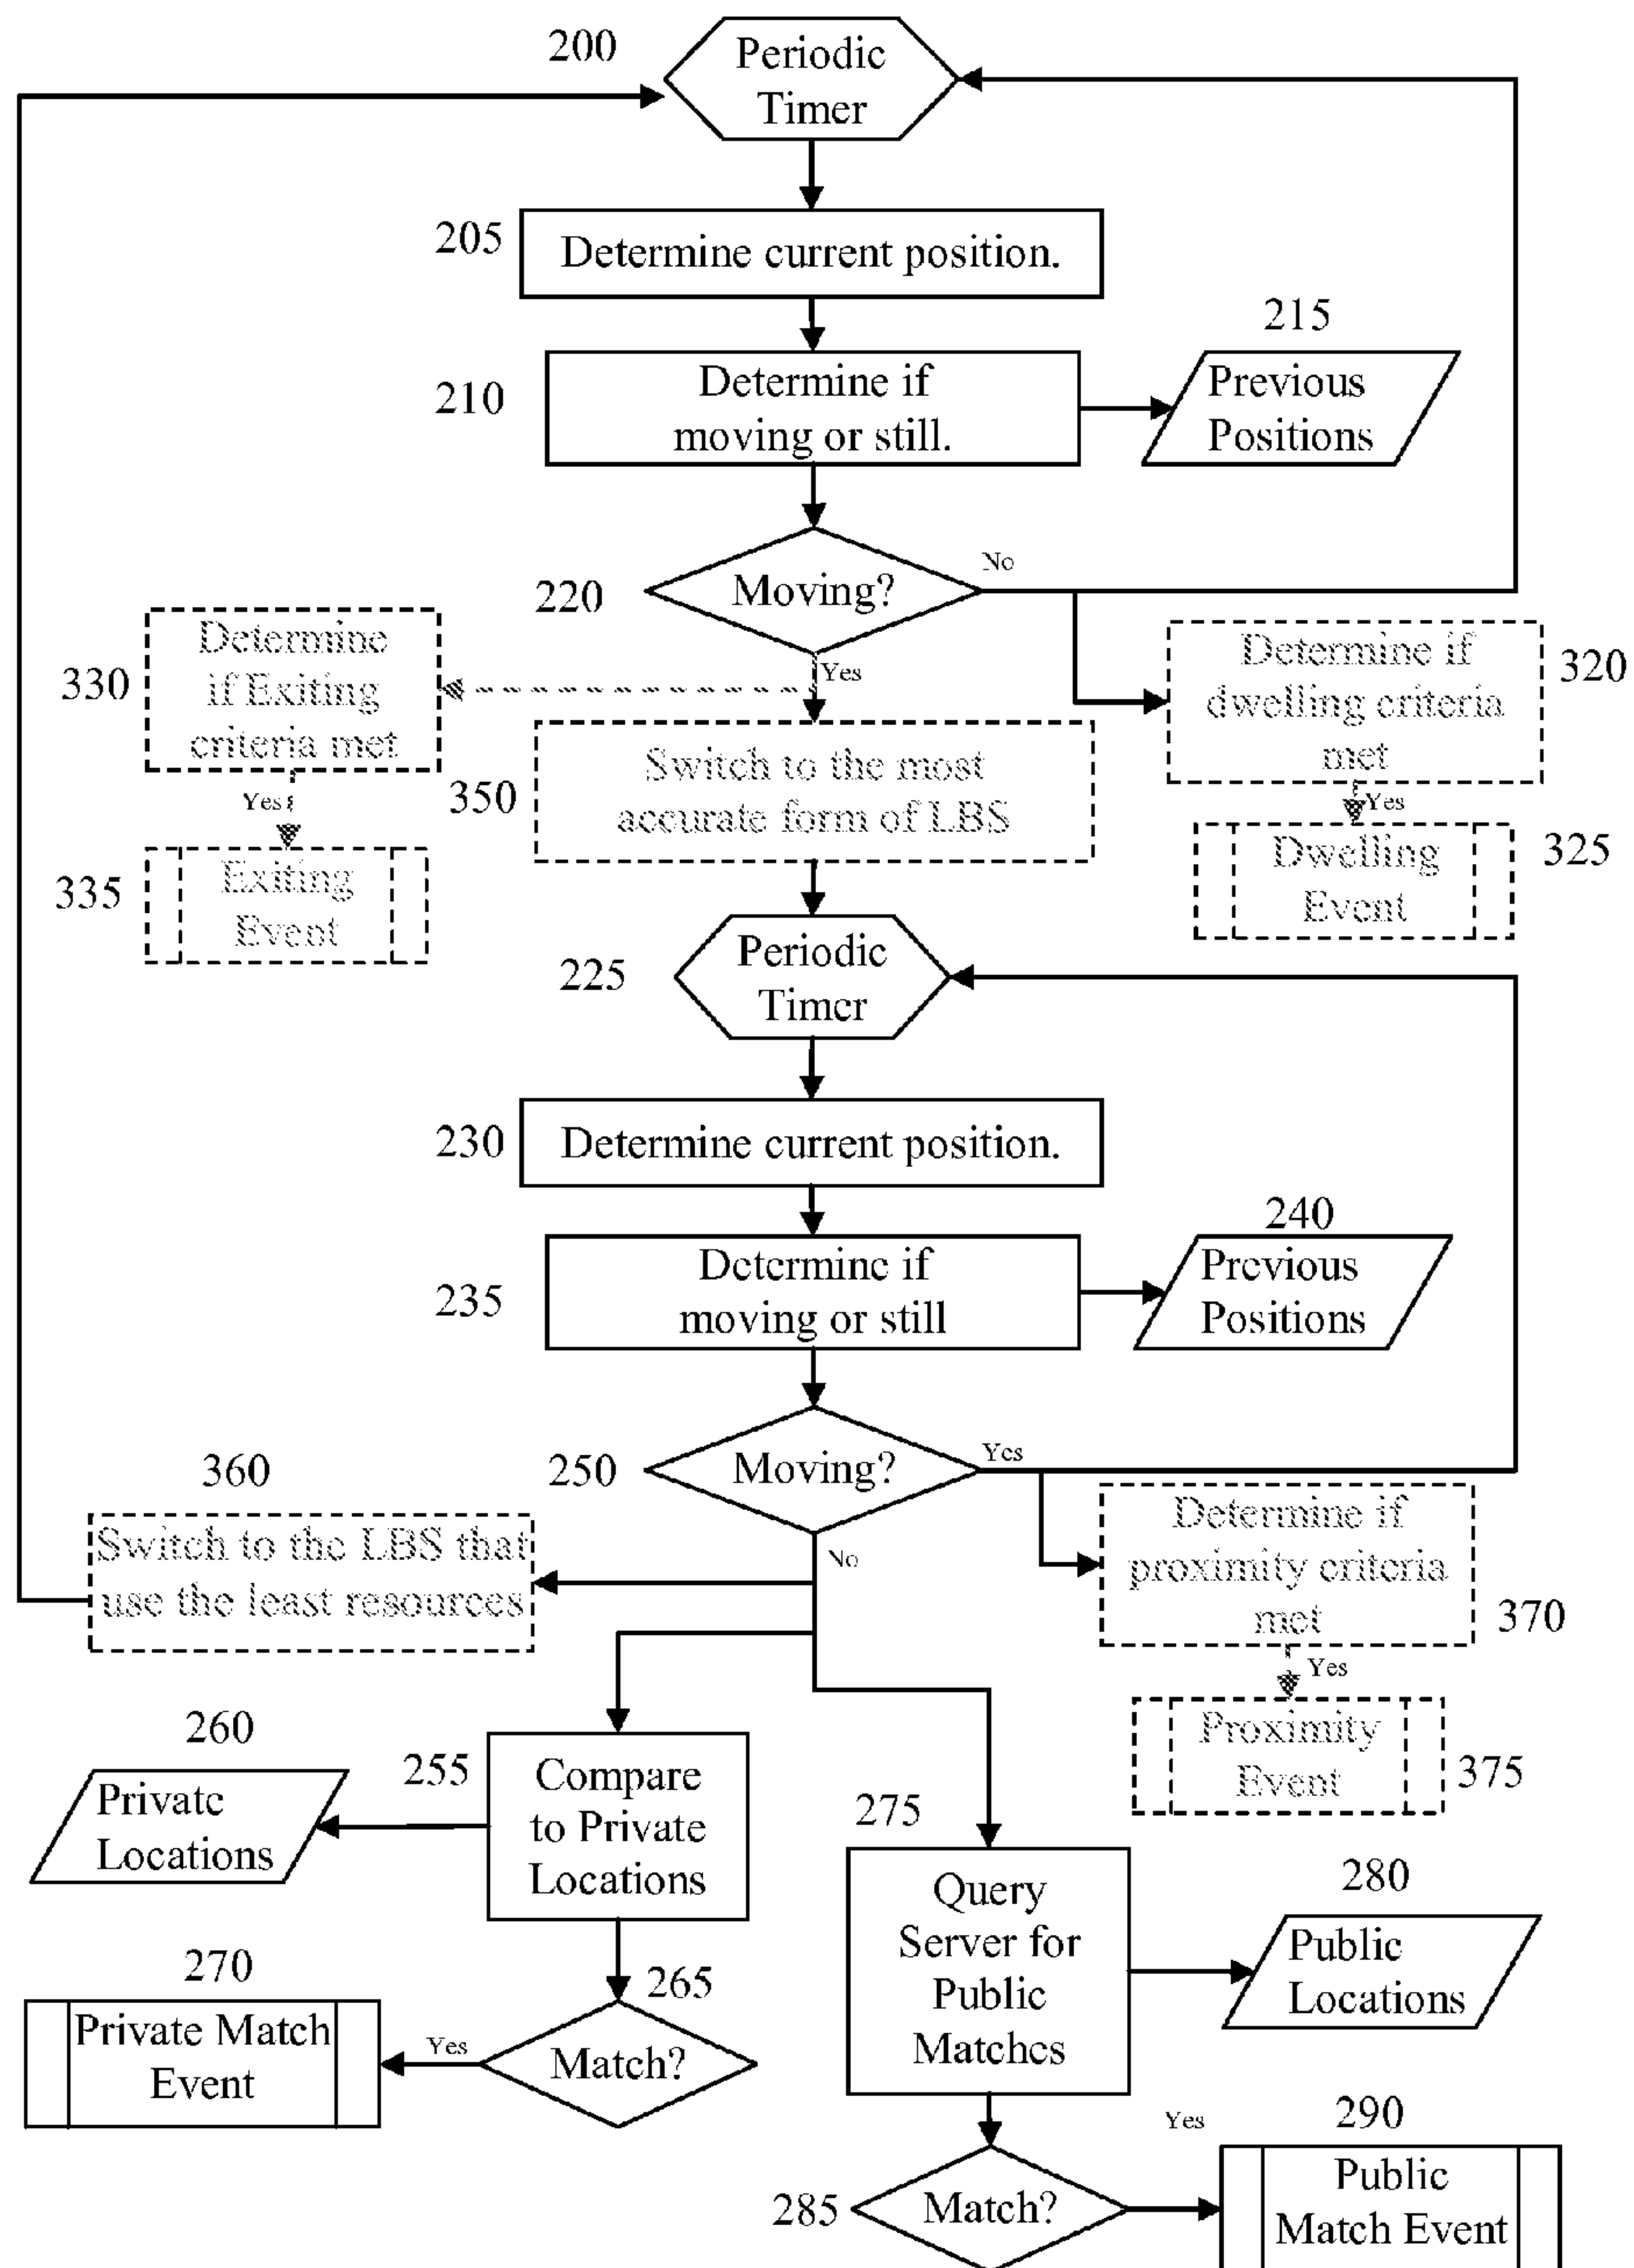 200
Periodic
Timer
205
Determine current position.
215
210
Determine if
moving or still.
Previous
Positions
No
220
Moving?
Yes
330
Determine
if Exiting
criteria met
Determine if
dwelling criteria
met
320
350
Switch to the most
accurate form of LBS
Yes
Yes
335
Exiting
Event
Dwelling
Event
325
225
Periodic
Timer
230
Determine current position.
240
235
Determine if
moving or still
Previous
Positions
Yes
360
250
Moving?
No
Switch to the LBS that
use the least resources
Determine if
proximity criteria
met
370
Yes
Proximity
Event
375
260
255
Private
Locations
Compare
to Private
Locations
275
280
Query
Server for
Public
Matches
Public
Locations
270
265
Private Match
Event
Yes
Match?
Yes
290
285
Match?
Public
Match Event